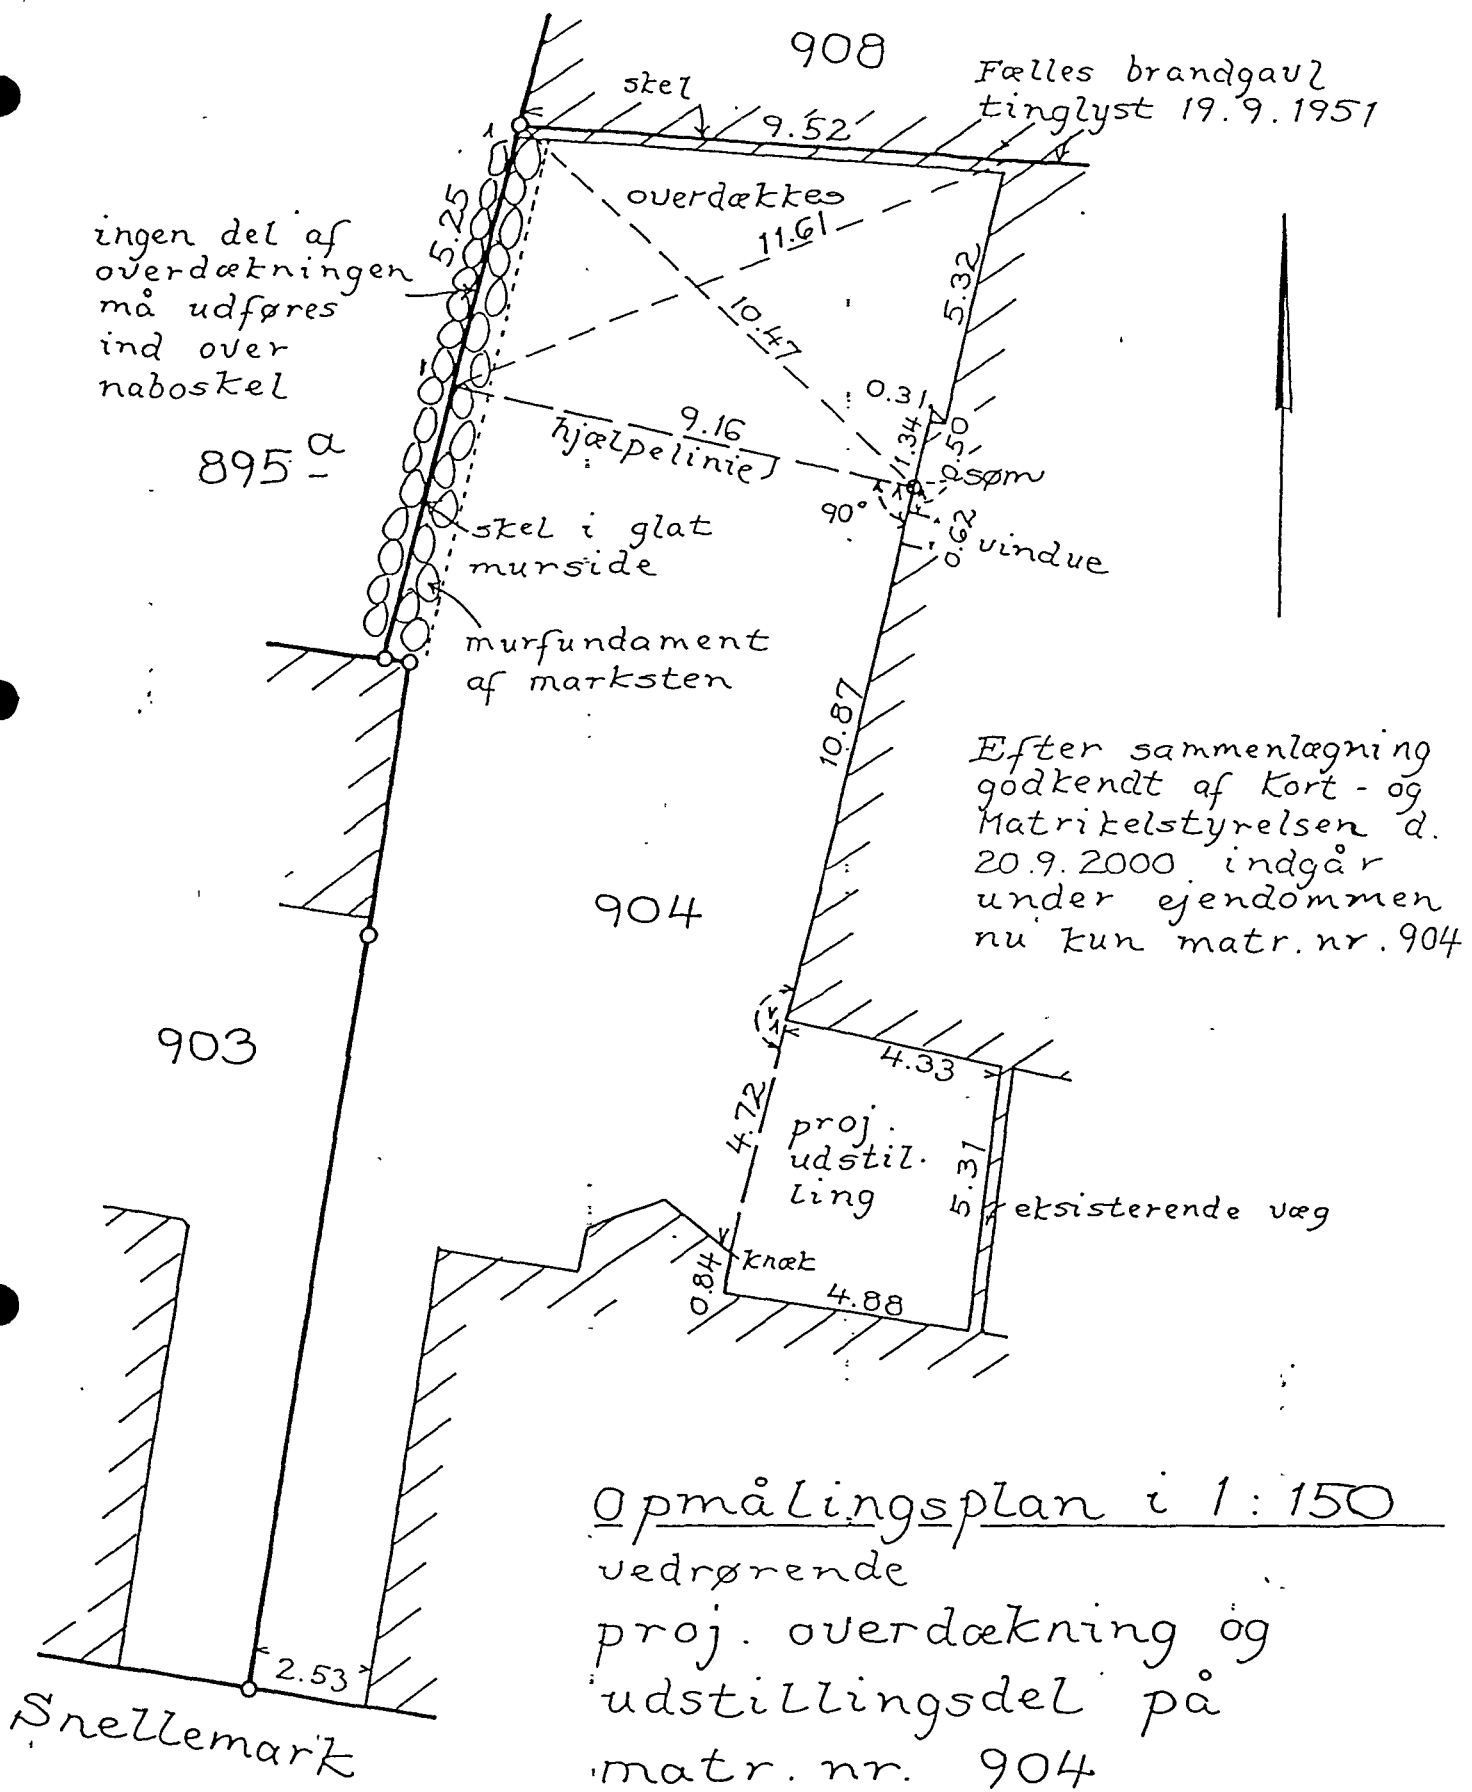 908
Fælles brandgavl
tinglyst 19.9.1951
skel
9.52
overdækkes
11.61
5.25
ingen del af
overdækningen
må udføres
ind over
naboskel
5.32
10.47
0.31
895 a
9.16
hjælpelinie
1.34
0.50
søm
90°
0.62
vindue
skel i glat
murside
murfundament
af marksten
10.87
Efter sammenlægning
godkendt af Kort- og
Matrikelstyrelsen d.
20.9.2000 indgår
under ejendommen
nu kun matr. nr. 904
904
903
4.33
4.72
proj.
udstil-
ling
5.31
eksisterende væg
knæk
0.84
4.88
Opmålingsplan i 1:150
vedrørende
proj. overdækning og
udstillingsdel på
matr. nr. 904
2.53
Snellemark